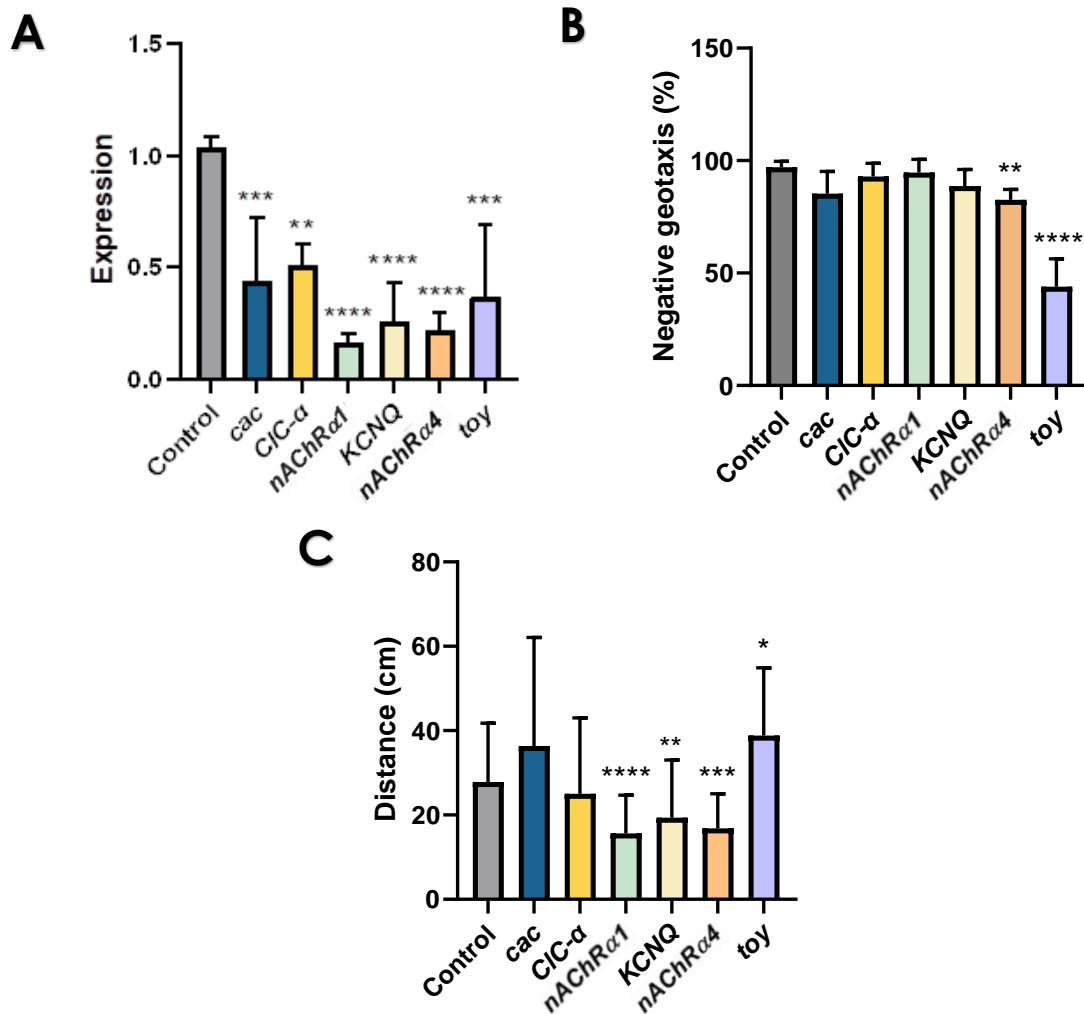 A
Expression
1.5
1.0
0.5
0.0
***
**
****
****
****
***
Control
cac
ClC-α
nAChRα1
KCNQ
nAChRα4
toy
B
Negative geotaxis (%)
150
100
50
0
**
****
Control
cac
ClC-α
nAChRα1
KCNQ
nAChRα4
toy
C
Distance (cm)
80
60
40
20
0
****
**
***
*
Control
cac
ClC-α
nAChRα1
KCNQ
nAChRα4
toy